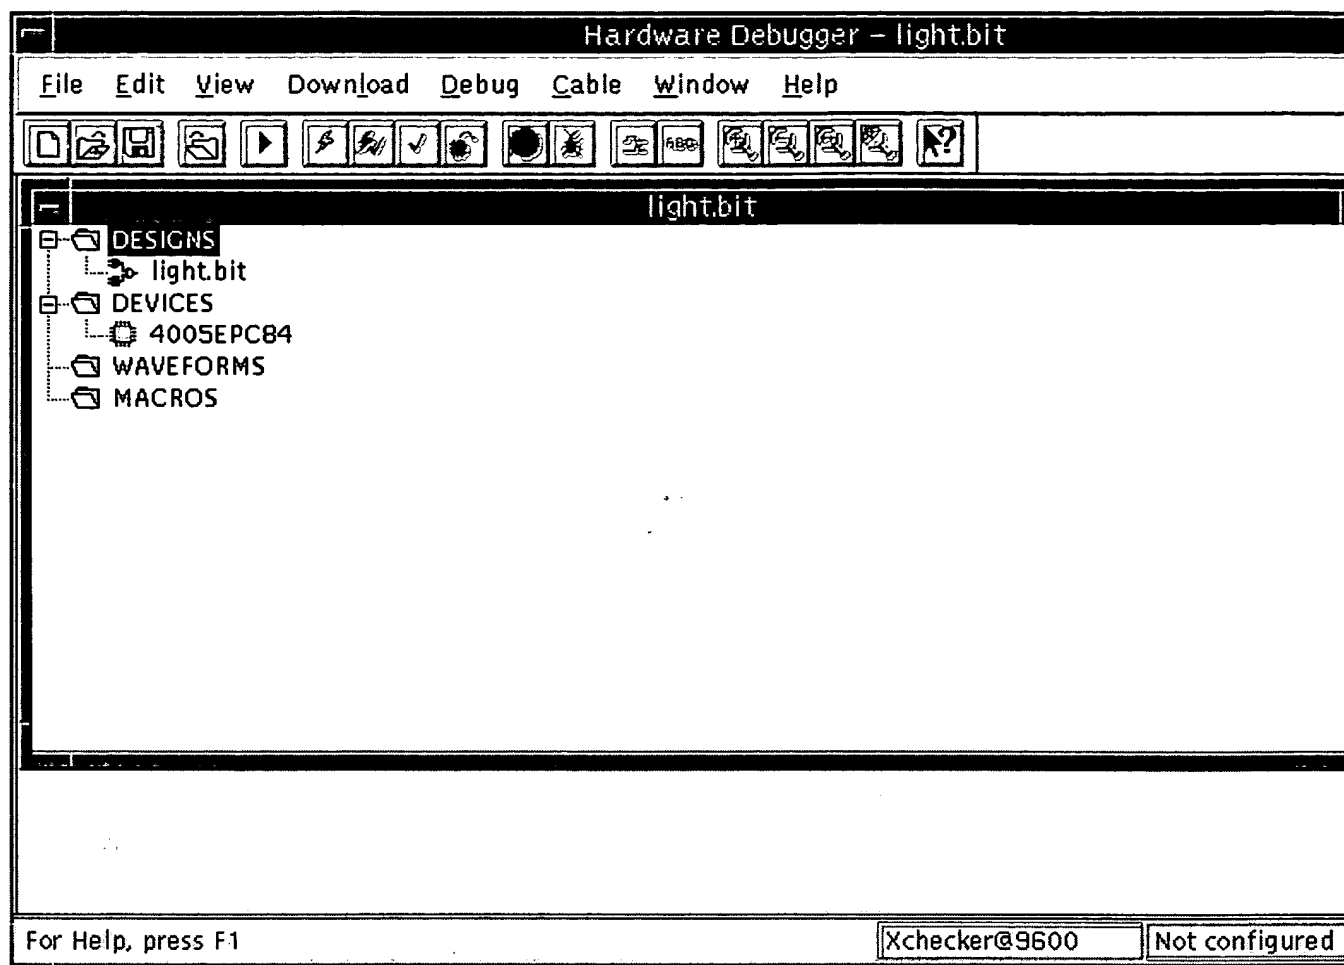 Hardware Debugger – light.bit
File Edit View Download Debug Cable Window Help
ABC
light.bit
DESIGNS
light.bit
DEVICES
4005EPC84
WAVEFORMS
MACROS
For Help, press F1 Xchecker@9600 Not configured